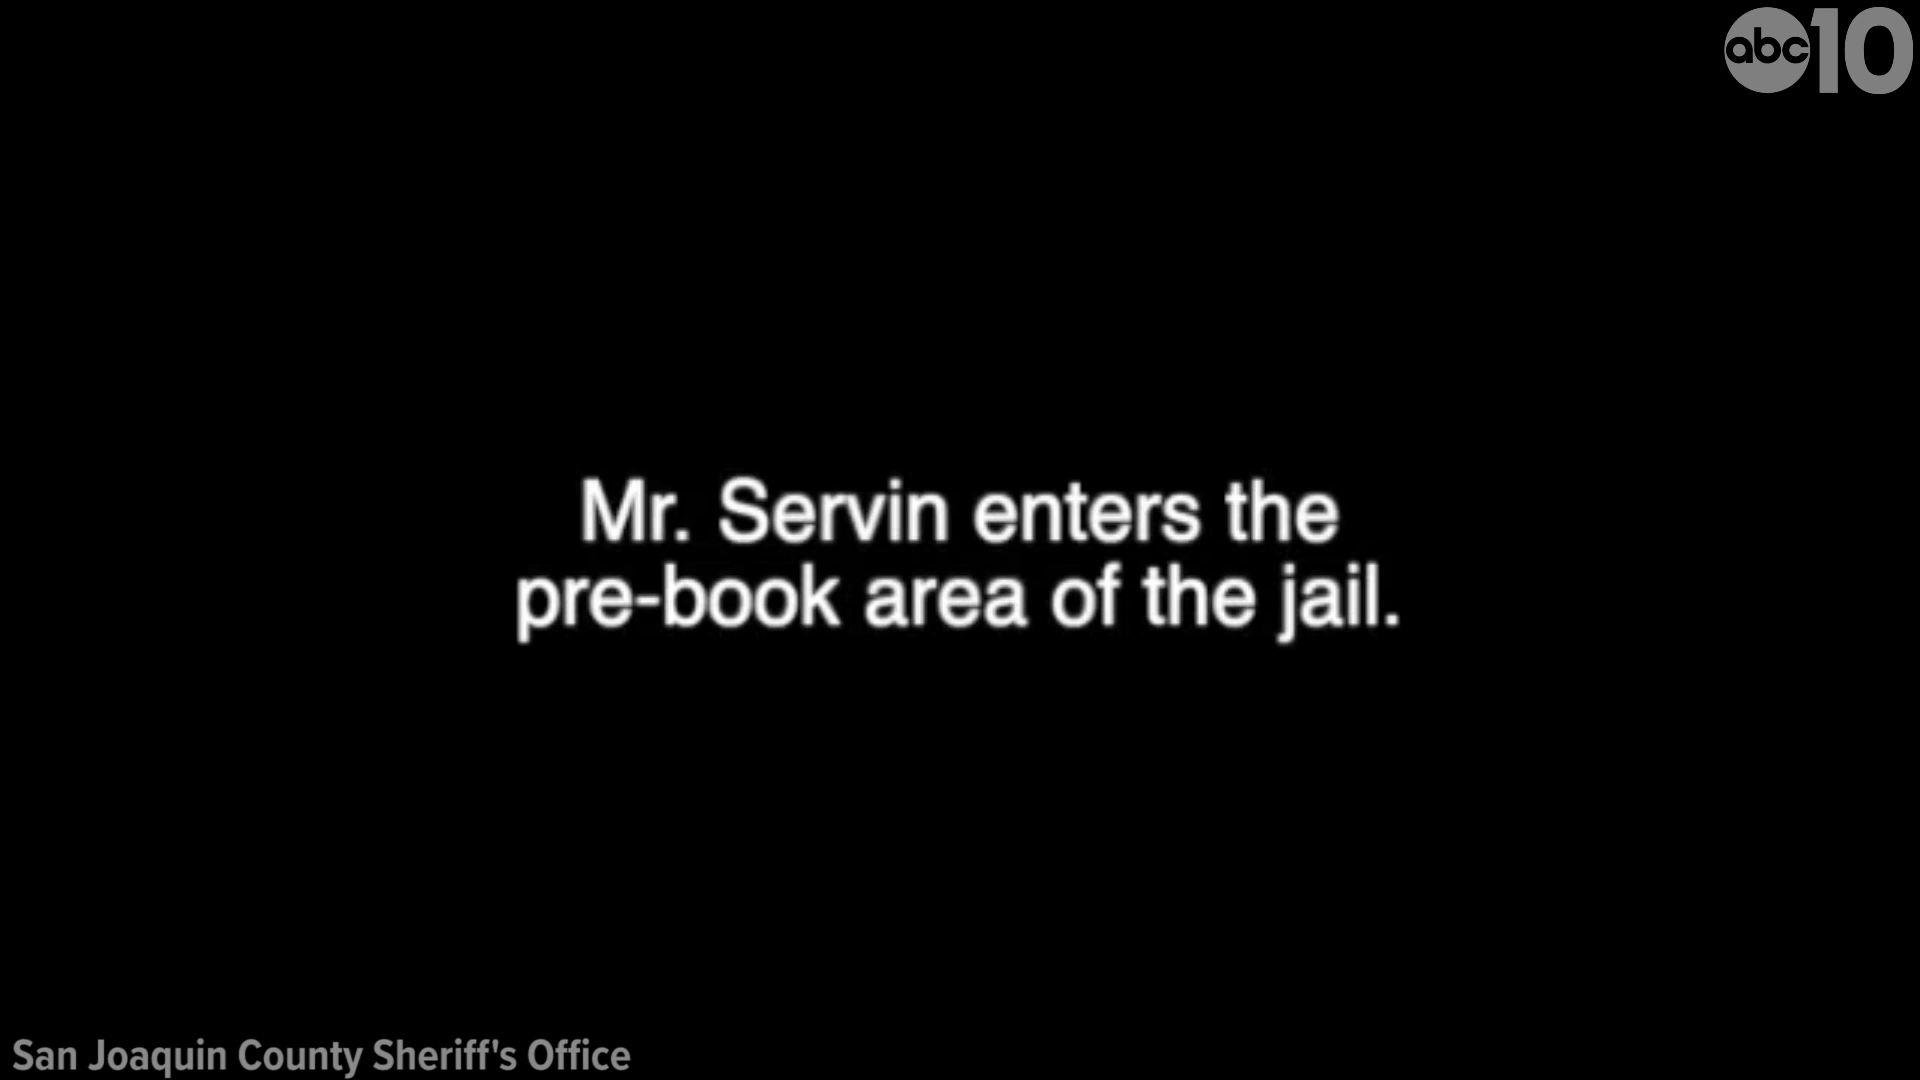 abc10
Mr. Servin enters the
pre-book area of the jail.
San Joaquin County Sheriff's Office